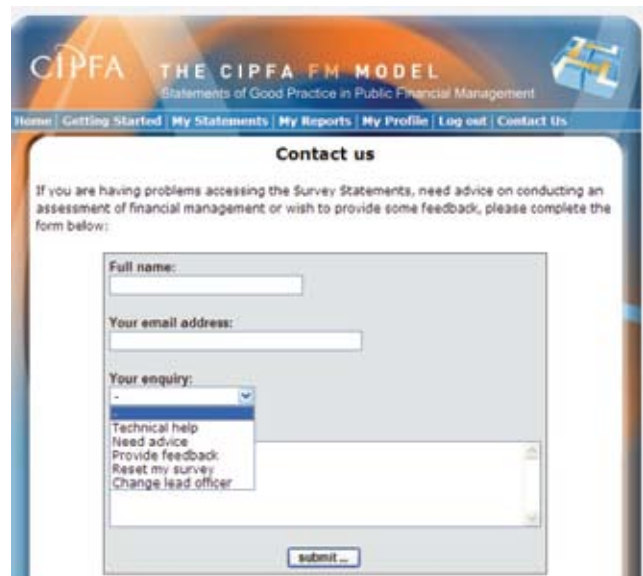 CIPFA
THE CIPFA FM MODEL
Statements of Good Practice in Public Financial Management
Home | Getting Started | My Statements | My Reports | My Profile | Log out | Contact Us
Contact us
If you are having problems accessing the Survey Statements, need advice on conducting an
assessment of financial management or wish to provide some feedback, please complete the
form below:
Full name:
Your email address:
Your enquiry:
-
-
Technical help
Need advice
Provide feedback
Reset my survey
Change lead officer
submit ...